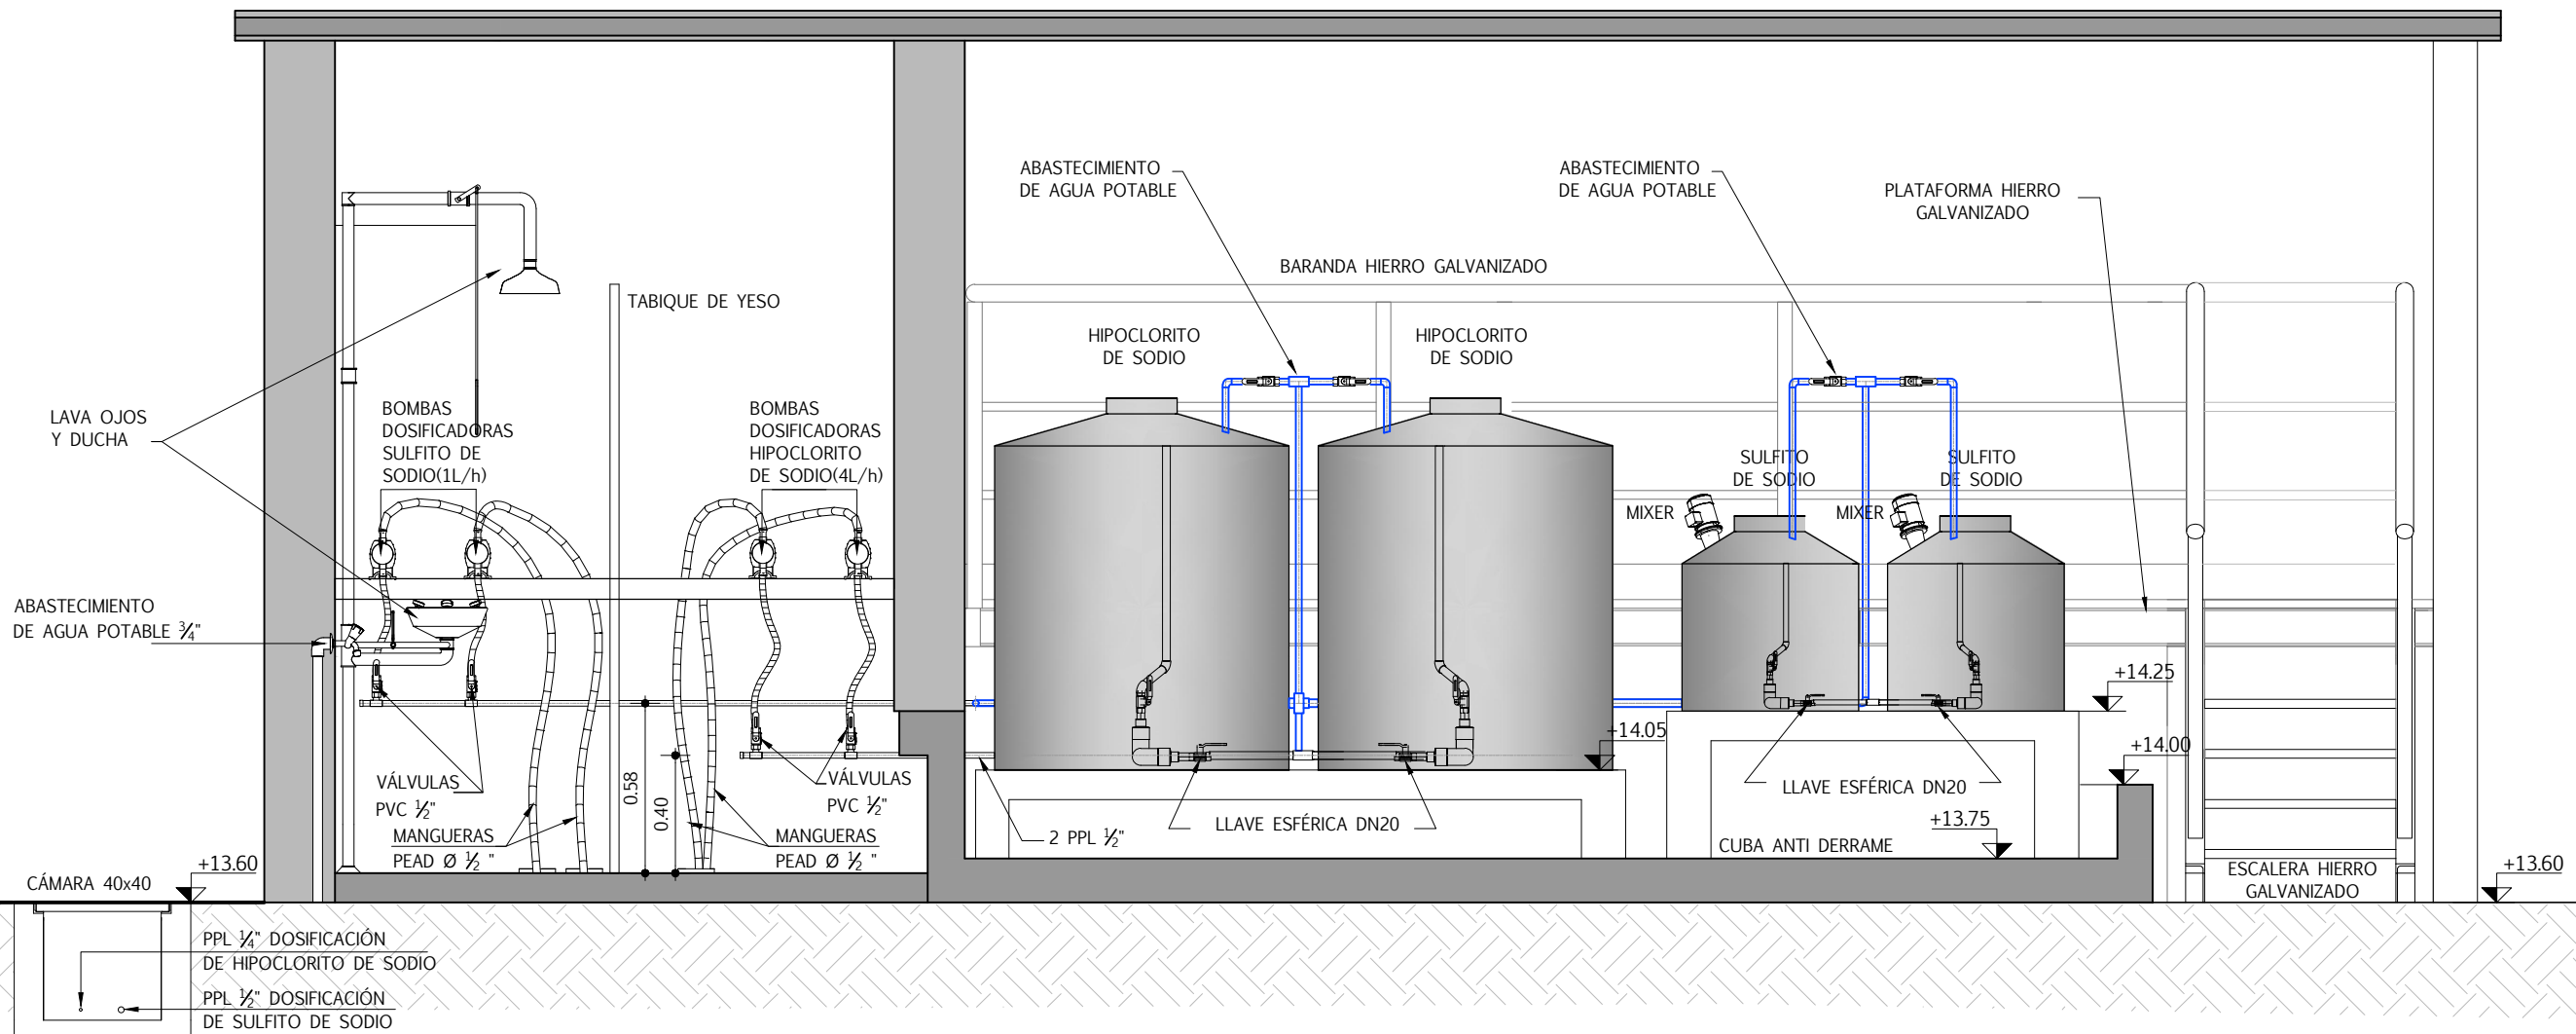 ABASTECIMIENTO
DE AGUA POTABLE
ABASTECIMIENTO
DE AGUA POTABLE
PLATAFORMA HIERRO
GALVANIZADO
BARANDA HIERRO GALVANIZADO
TABIQUE DE YESO
HIPOCLORITO
DE SODIO
HIPOCLORITO
DE SODIO
LAVA OJOS
Y DUCHA
BOMBAS
DOSIFICADORAS
SULFITO DE
SODIO(1L/h)
BOMBAS
DOSIFICADORAS
HIPOCLORITO
DE SODIO(4L/h)
SULFITO
DE SODIO
SULFITO
DE SODIO
MIXER
MIXER
ABASTECIMIENTO
DE AGUA POTABLE ¾"
+14.25
+14.05
+14.00
VÁLVULAS
PVC ½"
0.58
0.40
VÁLVULAS
PVC ½"
LLAVE ESFÉRICA DN20
LLAVE ESFÉRICA DN20
+13.75
MANGUERAS
PEAD Ø ½ "
MANGUERAS
PEAD Ø ½ "
2 PPL ½"
CUBA ANTI DERRAME
+13.60
CÁMARA 40x40
ESCALERA HIERRO
GALVANIZADO
+13.60
PPL ¼" DOSIFICACIÓN
DE HIPOCLORITO DE SODIO
PPL ½" DOSIFICACIÓN
DE SULFITO DE SODIO